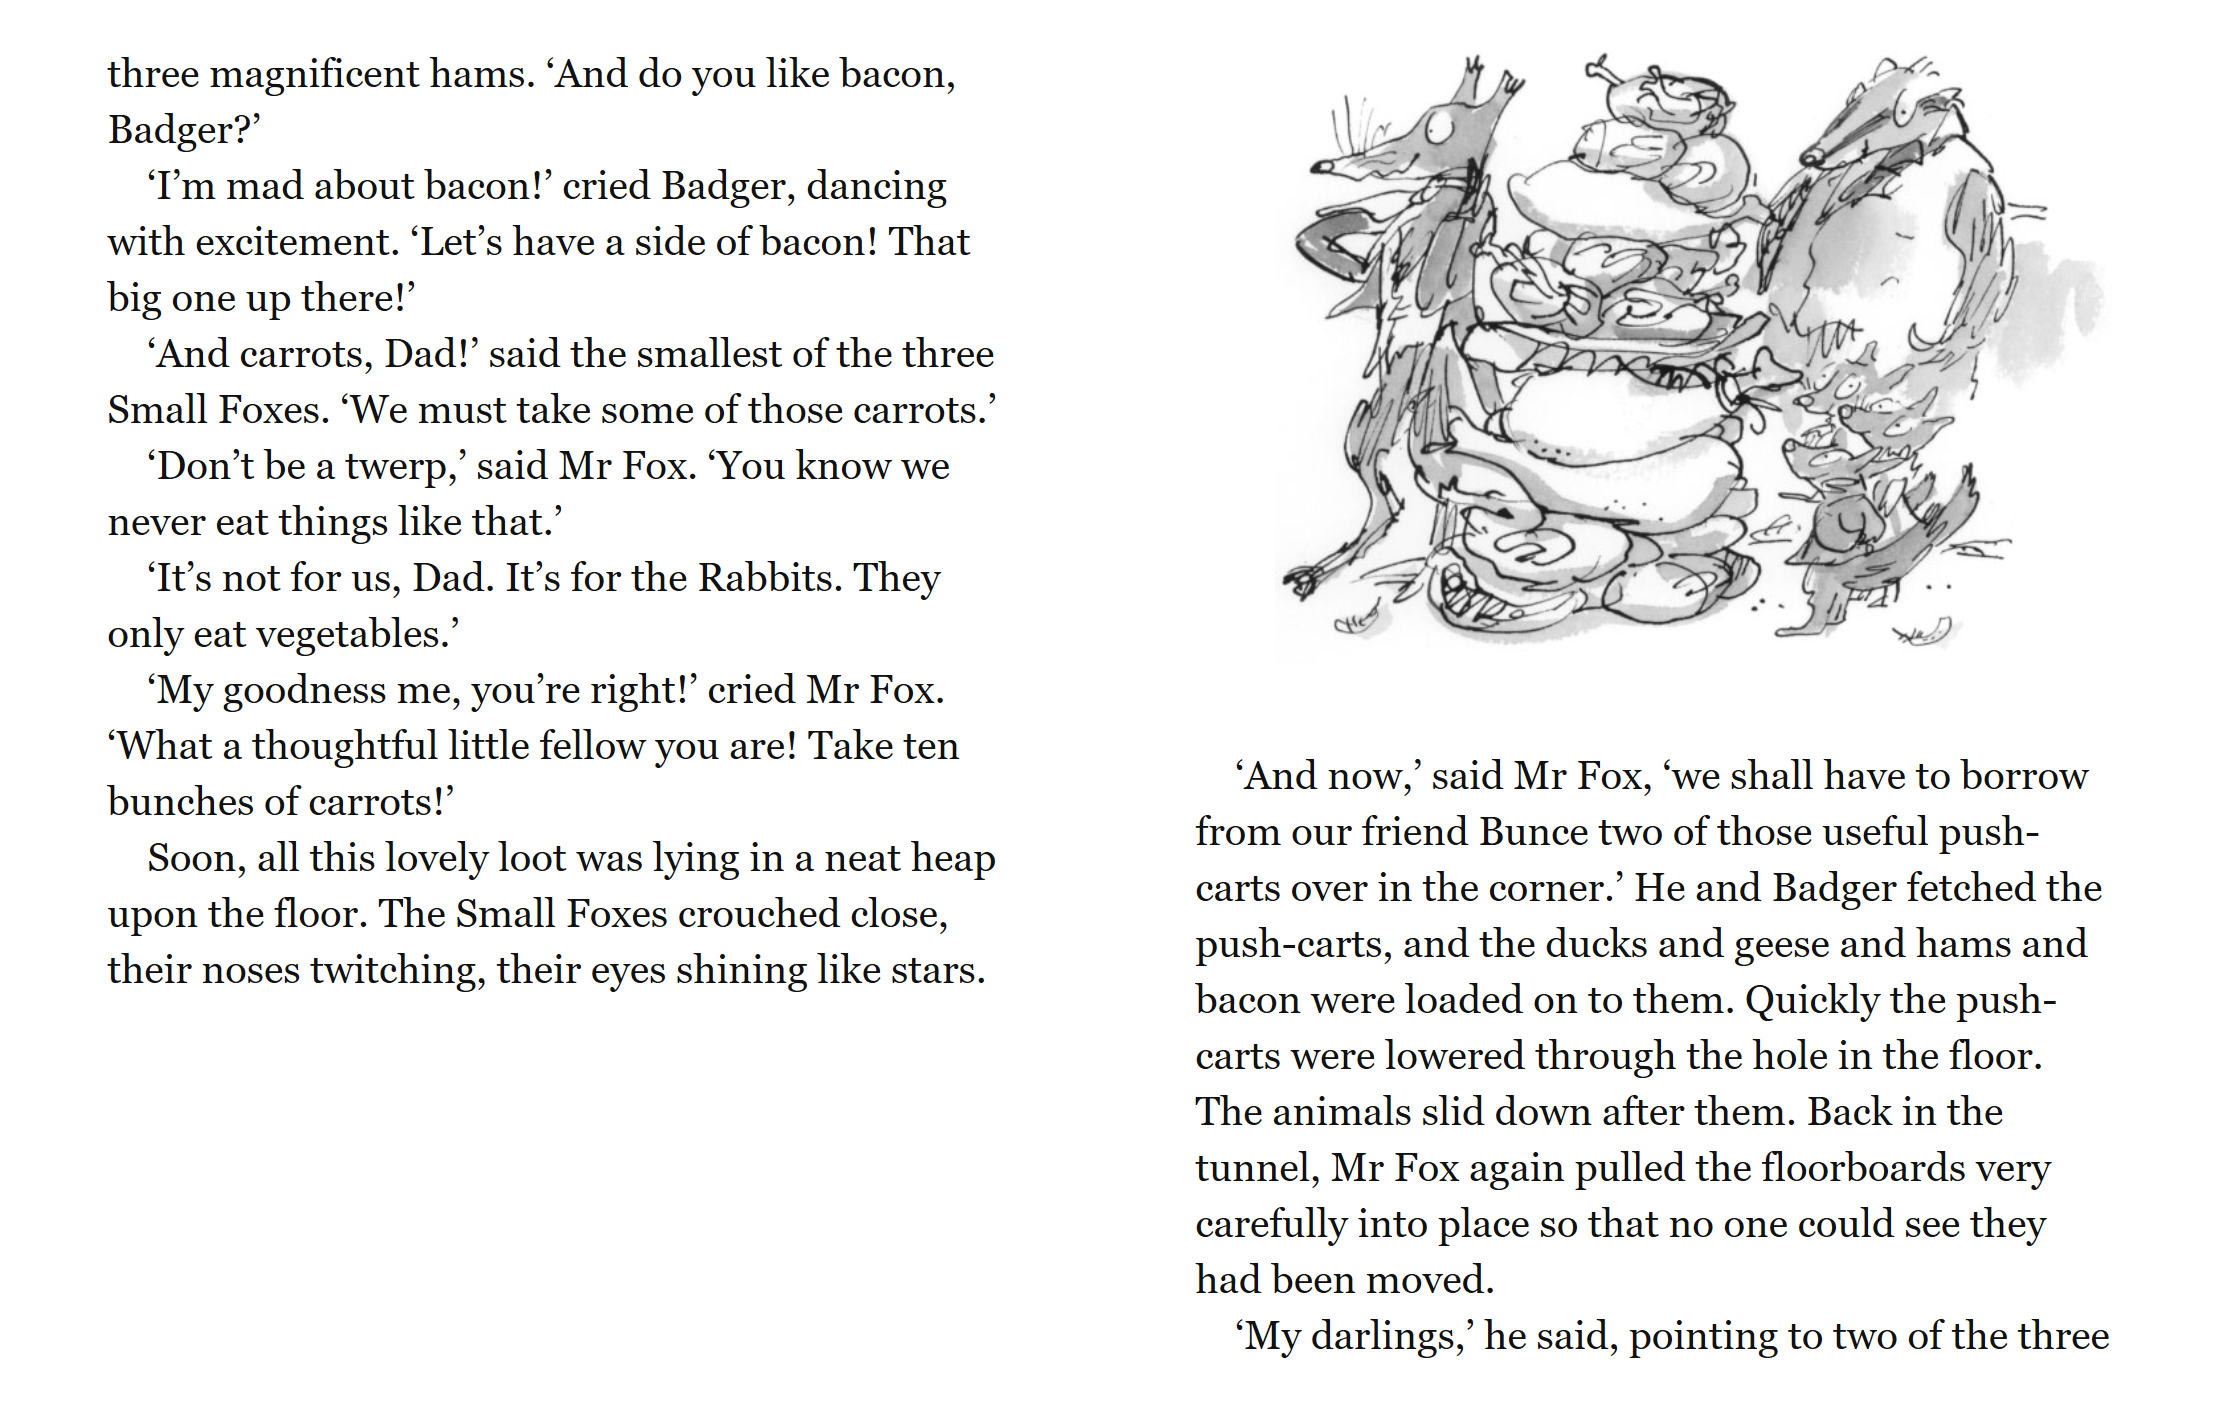 three magnificent hams. ‘And do you like bacon,
Badger?’
‘I’m mad about bacon!’ cried Badger, dancing
with excitement. ‘Let’s have a side of bacon! That
big one up there!’
‘And carrots, Dad!’ said the smallest of the three
Small Foxes. ‘We must take some of those carrots.’
‘Don’t be a twerp,’ said Mr Fox. ‘You know we
never eat things like that.’
‘It’s not for us, Dad. It’s for the Rabbits. They
only eat vegetables.’
‘My goodness me, you’re right!’ cried Mr Fox.
‘What a thoughtful little fellow you are! Take ten
bunches of carrots!’
Soon, all this lovely loot was lying in a neat heap
upon the floor. The Small Foxes crouched close,
their noses twitching, their eyes shining like stars.
‘And now,’ said Mr Fox, ‘we shall have to borrow
from our friend Bunce two of those useful push-
carts over in the corner.’ He and Badger fetched the
push-carts, and the ducks and geese and hams and
bacon were loaded on to them. Quickly the push-
carts were lowered through the hole in the floor.
The animals slid down after them. Back in the
tunnel, Mr Fox again pulled the floorboards very
carefully into place so that no one could see they
had been moved.
‘My darlings,’ he said, pointing to two of the three